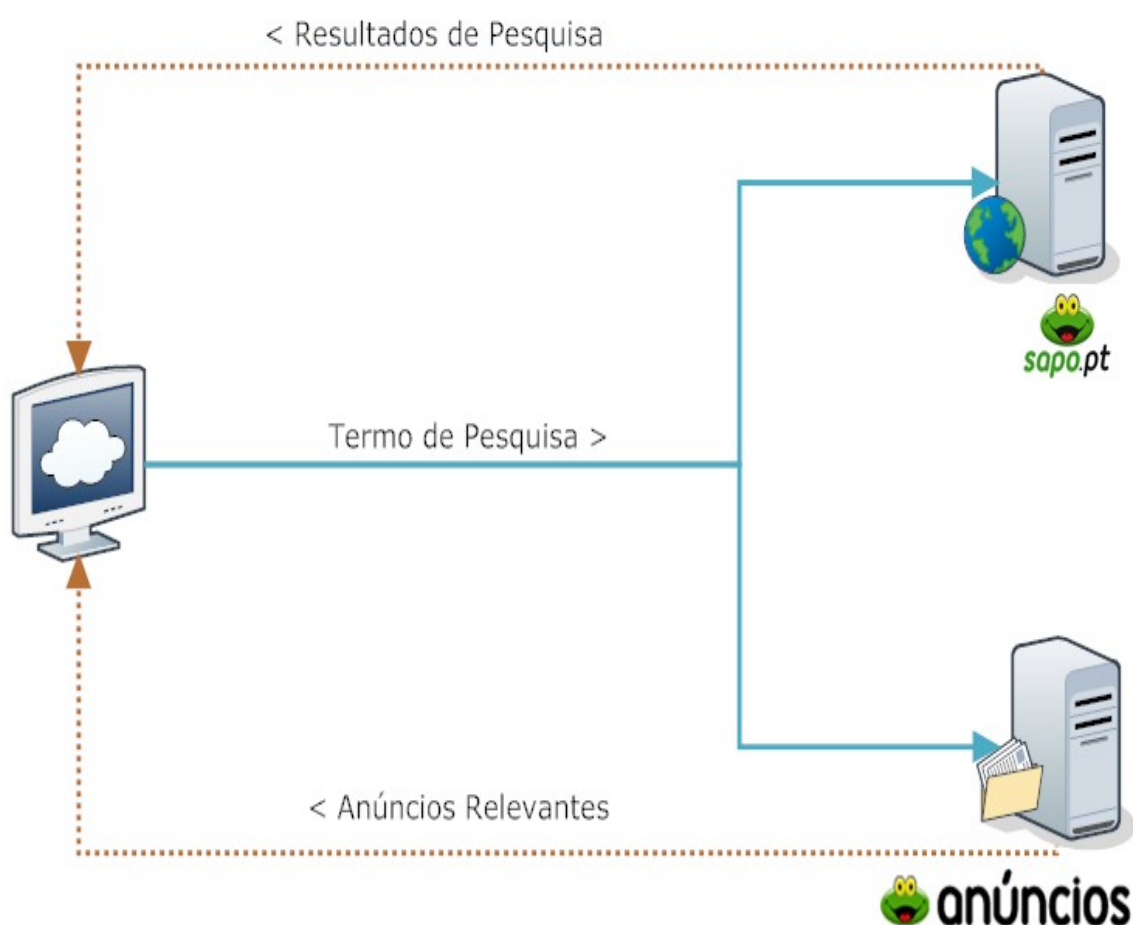 < Resultados de Pesquisa
sapo.pt
Termo de Pesquisa >
< Anúncios Relevantes
anúncios